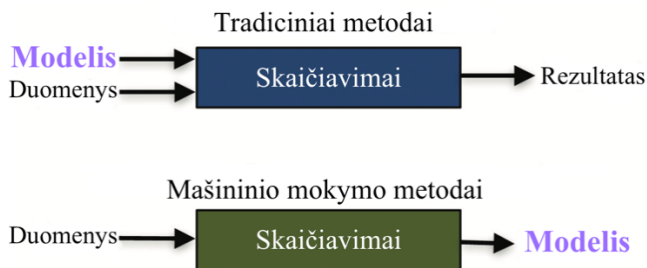 Tradiciniai metodai
Modelis
Duomenys
Skaičiavimai
Rezultatas
Mašininio mokymo metodai
Duomenys
Skaičiavimai
Modelis